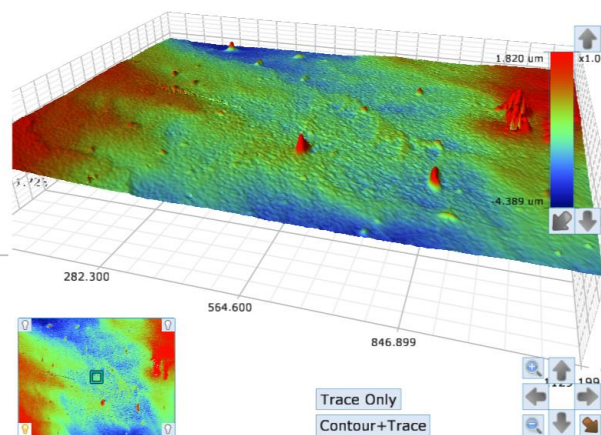 1.820 um
x1.0
-4.389 um
282.300
564.600
846.899
Trace Only
Contour+Trace